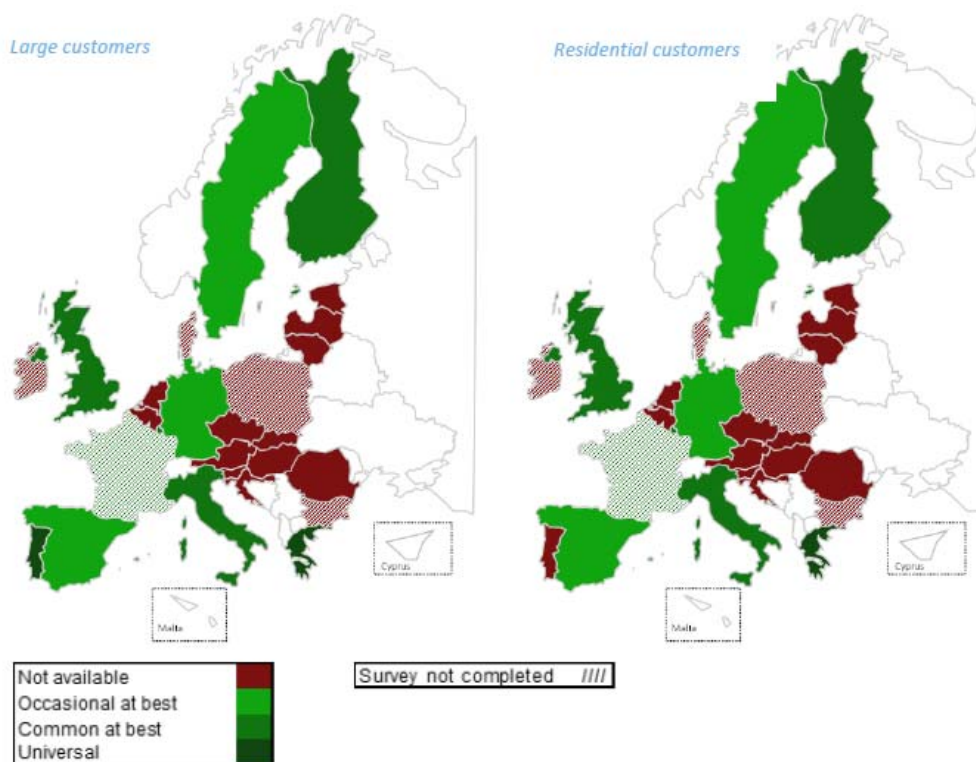 Large customers
Residential customers
Cyprus
Cyprus
Malta
Malta
Not available
Occasional at best
Common at best
Universal
Survey not completed ////